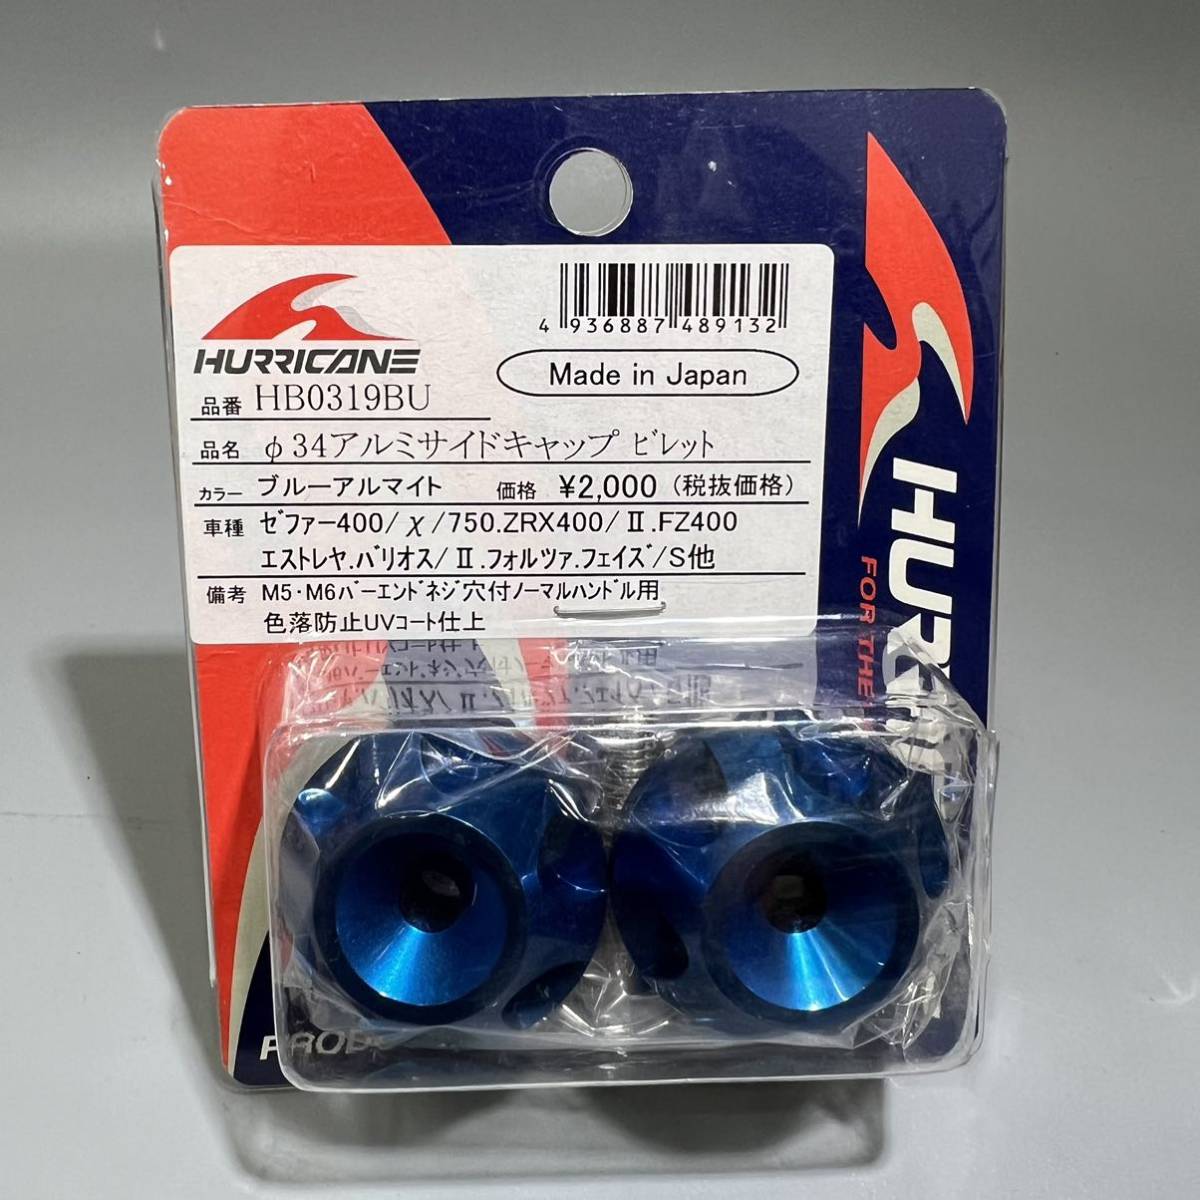 HURRICANE
4 936887 489132
Made in Japan
品番 HB0319BU
品名 φ34アルミサイドキャップ ﾋﾞﾚｯﾄ
カラー ブルーアルマイト 価格 ¥2,000 (税抜価格)
車種 ｾﾞﾌｧｰ400/χ/750.ZRX400/Ⅱ.FZ400
ｴｽﾄﾚﾔ.ﾊﾞﾘｵｽ/Ⅱ.ﾌｫﾙﾂｧ.ﾌｪｲｽﾞ/S他
備考 M5・M6ﾊﾞｰｴﾝﾄﾞﾈｼﾞ穴付ﾉｰﾏﾙﾊﾝﾄﾞﾙ用
色落防止UVｺｰﾄ仕上
FOR THE